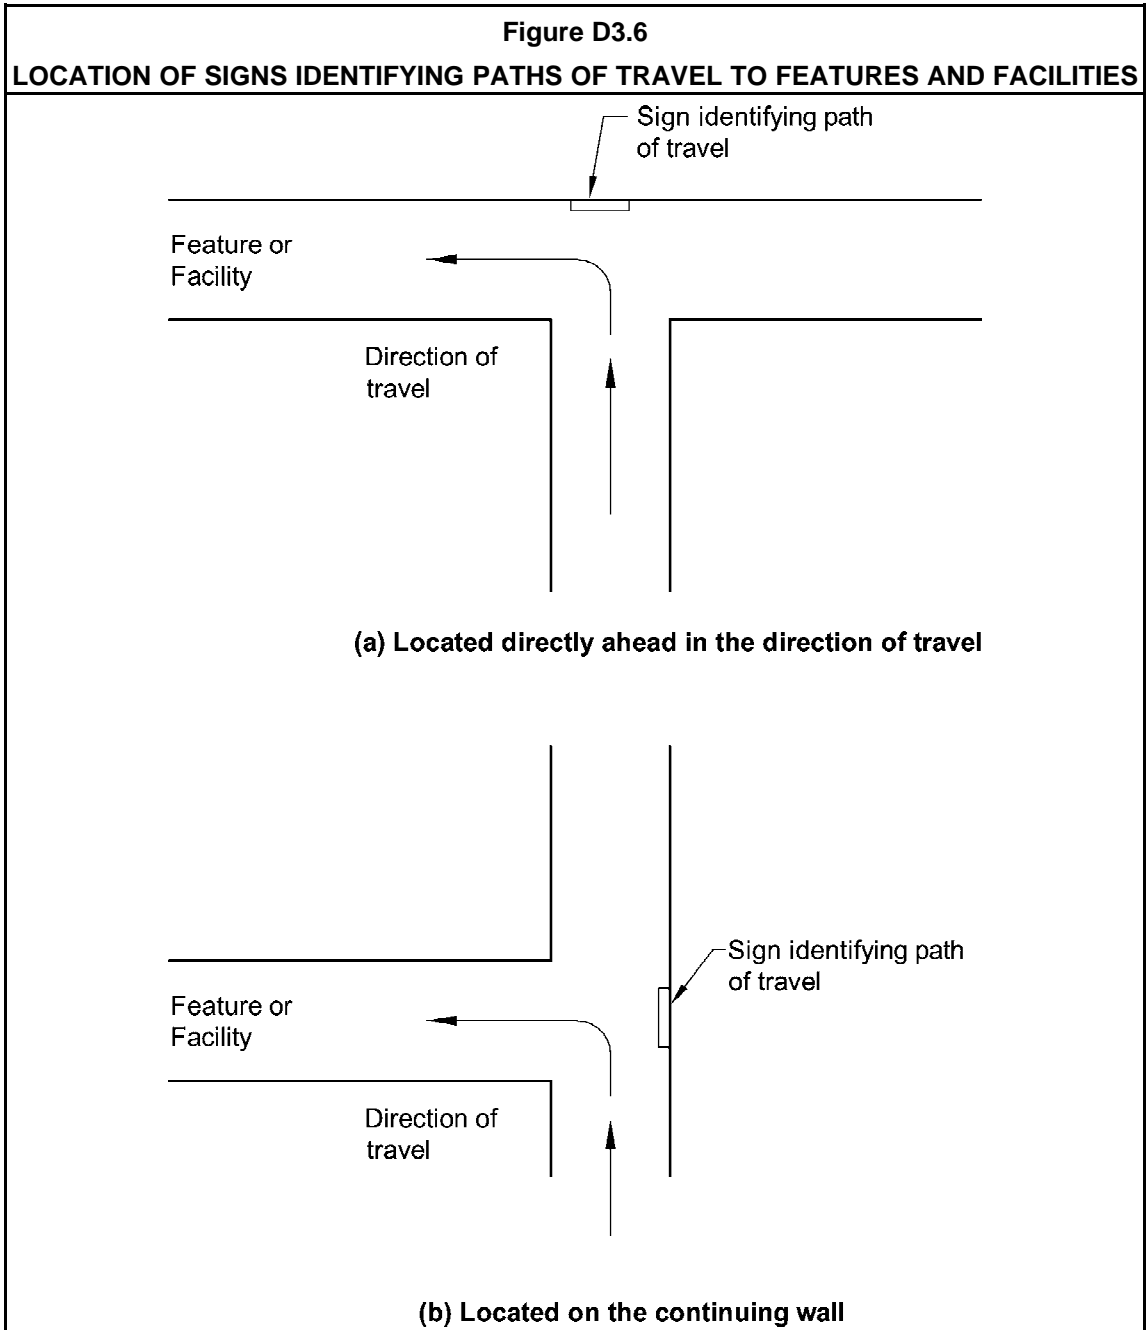 Figure D3.6
LOCATION OF SIGNS IDENTIFYING PATHS OF TRAVEL TO FEATURES AND FACILITIES
Sign identifying path
of travel
Feature or
Facility
Direction of
travel
(a) Located directly ahead in the direction of travel
Sign identifying path
of travel
Feature or
Facility
Direction of
travel
(b) Located on the continuing wall